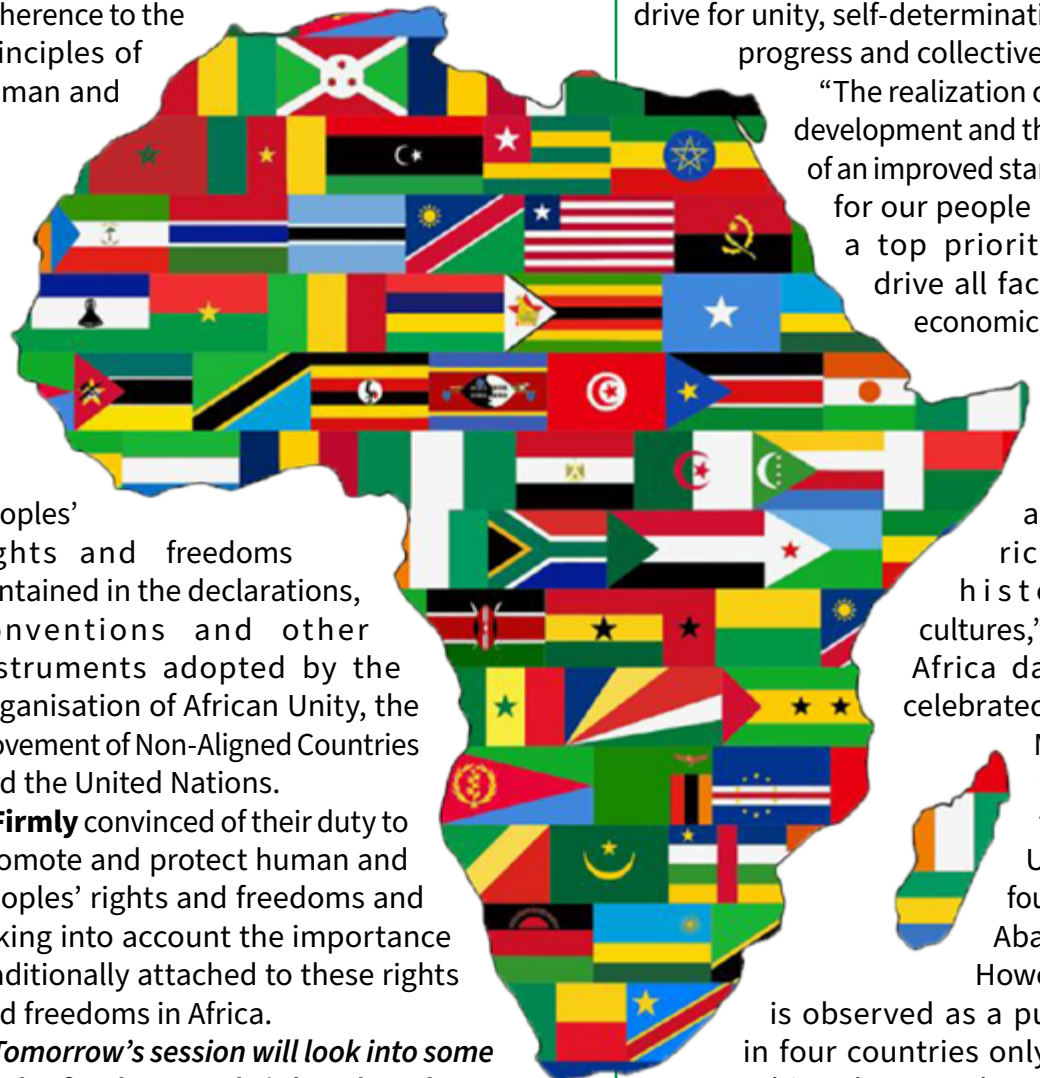 herence to the
inciples of
man and
oples’
ghts and freedoms
ntained in the declarations,
onventions and other
struments adopted by the
ganisation of African Unity, the
ovement of Non-Aligned Countries
d the United Nations.
Firmly convinced of their duty to
omote and protect human and
oples’ rights and freedoms and
king into account the importance
aditionally attached to these rights
d freedoms in Africa.
Tomorrow’s session will look into some
drive for unity, self-determinati
progress and collective
“The realization o
development and th
of an improved star
for our people
a top priorit
drive all fac
economic
a
ric
histo
cultures,”
Africa da
celebrated
M
U
fou
Aba
Howe
is observed as a pu
in four countries only